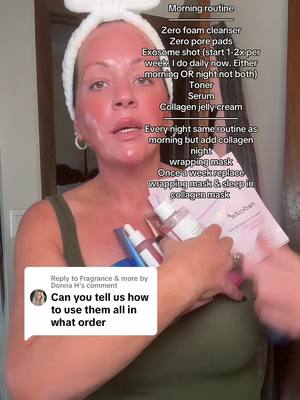 Morning routine
Zero foam cleanser
Zero pore pads
Exosome shot (start 1-2x per
week. I do daily now. Either
morning OR night not both)
Toner
Serum
Collagen jelly cream
Every night same routine as
morning but add collagen
night
wrapping mask
Once a week replace
wrapping mask & sleep in
collagen mask
medicube
Reply to Fragrance & more by
Donna H's comment
Can you tell us how
to use them all in
what order